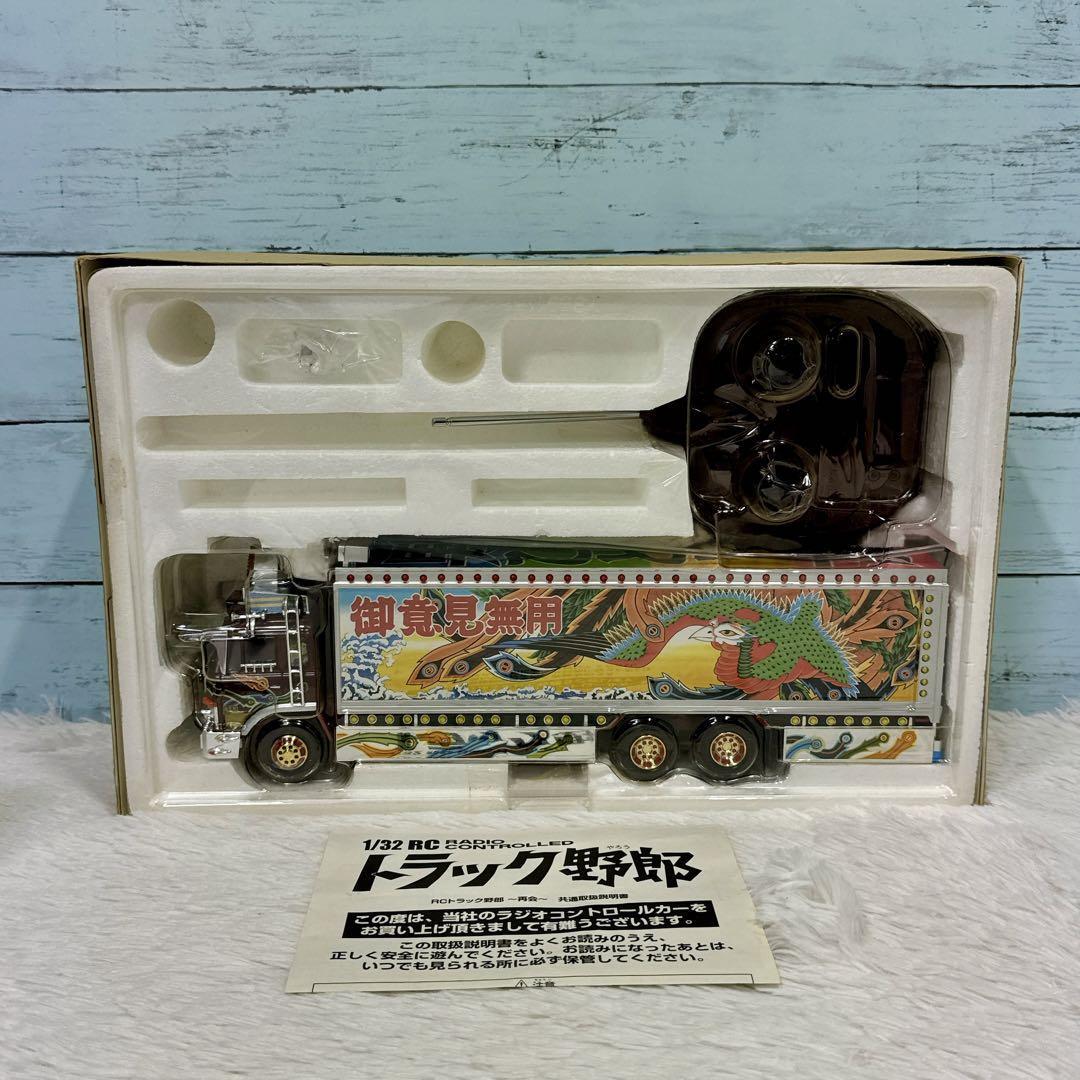 御意見無用
1/32 RC RADIO CONTROLLED
やろう
トラック野郎
RCトラック野郎 ～再会～ 共通取扱説明書
この度は、当社のラジオコントロールカーを
お買い上げ頂きまして有難うございます。
この取扱説明書をよくお読みのうえ、
正しく安全に遊んでください。お読みになったあとは、
いつでも見られる所に必ず保管してください。
注意